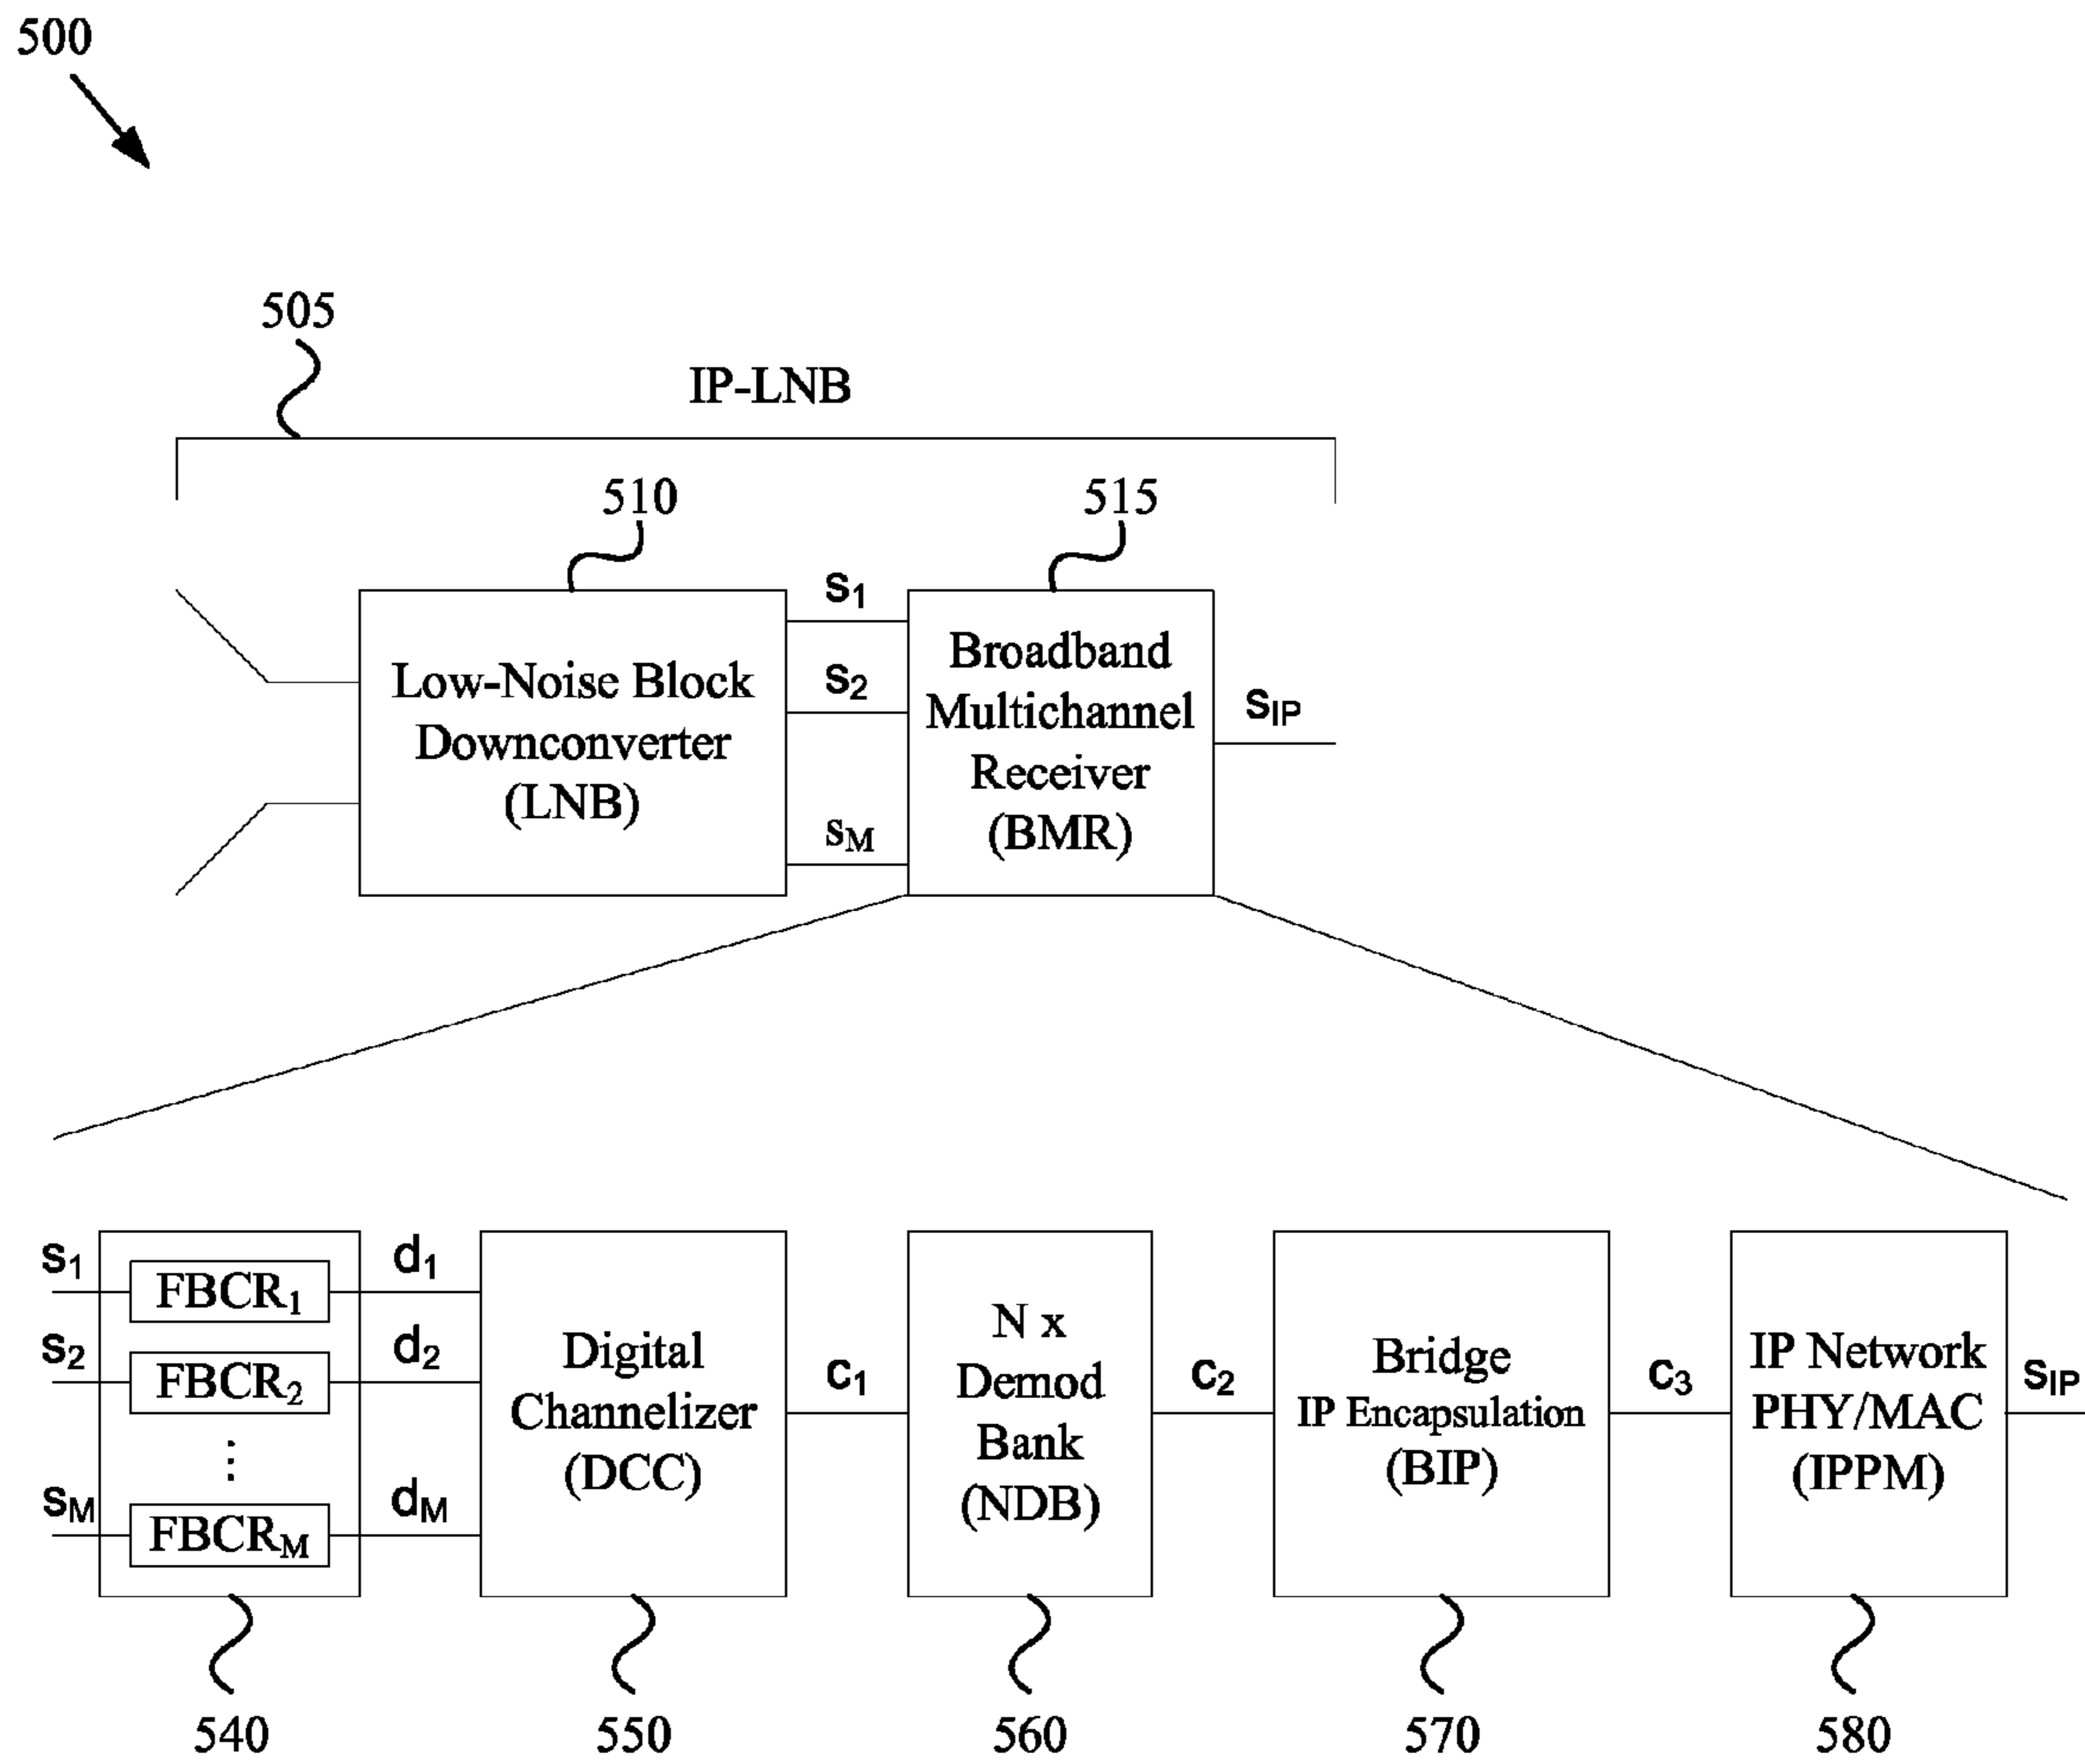 500
505
IP-LNB
510
515
Low-Noise Block
Downconverter
(LNB)
s1
s2
sM
Broadband
Multichannel
Receiver
(BMR)
sIP
s1
s2
sM
FBCR1
FBCR2
⋮
FBCRM
d1
d2
dM
Digital
Channelizer
(DCC)
c1
N x
Demod
Bank
(NDB)
c2
Bridge
IP Encapsulation
(BIP)
c3
IP Network
PHY/MAC
(IPPM)
sIP
540
550
560
570
580